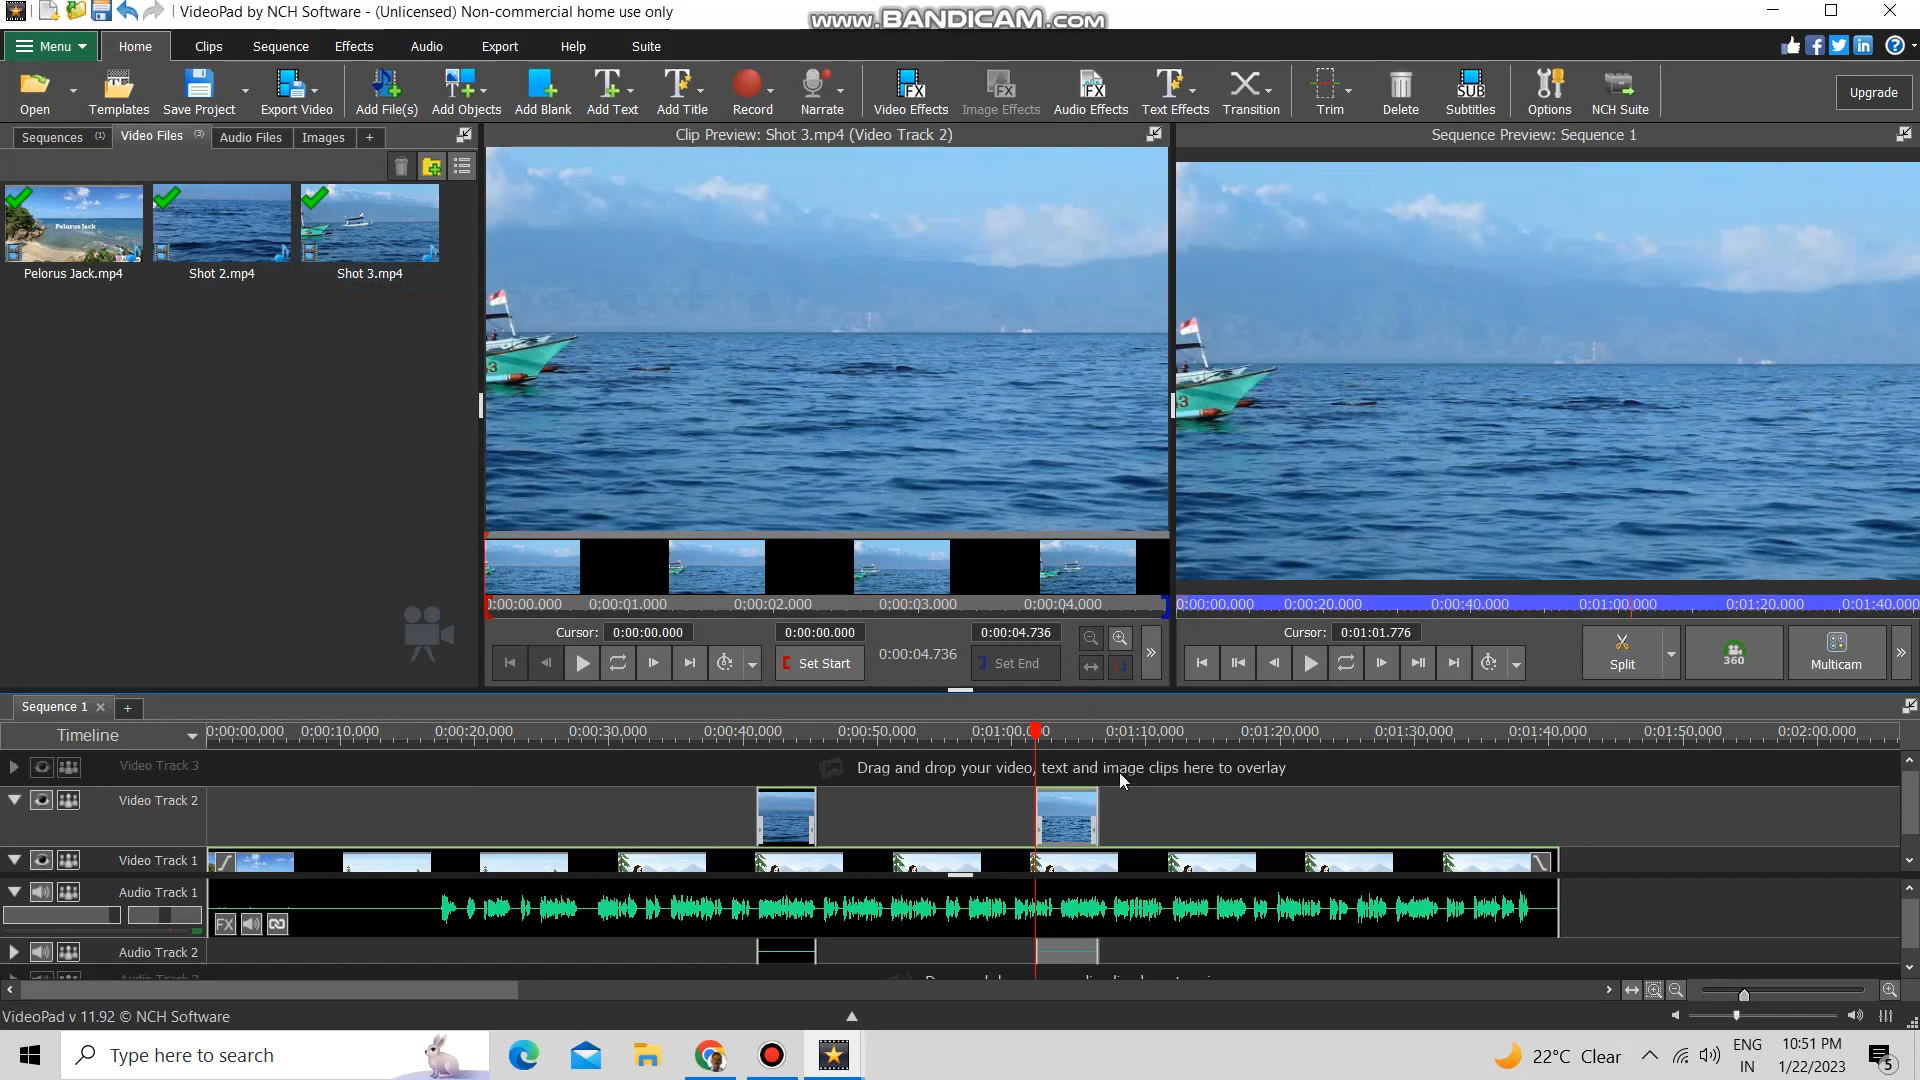 VideoPad by NCH Software - (Unlicensed) Non-commercial home use only
www.BANDICAM.com
Menu Home Clips Sequence Effects Audio Export Help Suite
Open Templates Save Project Export Video Add File(s) Add Objects Add Blank Add Text Add Title Record Narrate Video Effects Image Effects Audio Effects Text Effects Transition Trim Delete Subtitles Options NCH Suite Upgrade
Sequences (1) Video Files (3) Audio Files Images +
Clip Preview: Shot 3.mp4 (Video Track 2)
Sequence Preview: Sequence 1
Pelorus Jack
Pelorus Jack.mp4 Shot 2.mp4 Shot 3.mp4
0:00:00.000 0:00:01.000 0:00:02.000 0:00:03.000 0:00:04.000
0:00:00.000 0:00:20.000 0:00:40.000 0:01:00.000 0:01:20.000 0:01:40.000
Cursor: 0:00:00.000 0:00:00.000 0:00:04.736
Set Start 0:00:04.736 Set End
Cursor: 0:01:01.776
Split 360 Multicam
Sequence 1 +
Timeline
0:00:00.000 0:00:10.000 0:00:20.000 0:00:30.000 0:00:40.000 0:00:50.000 0:01:10.000 0:01:20.000 0:01:30.000 0:01:40.000 0:01:50.000 0:02:00.000
Video Track 3 Drag and drop your video, text and image clips here to overlay
Video Track 2
Video Track 1
Audio Track 1
FX
Audio Track 2
VideoPad v 11.92 © NCH Software
Type here to search
22°C Clear
ENG
IN
10:51 PM
1/22/2023
5